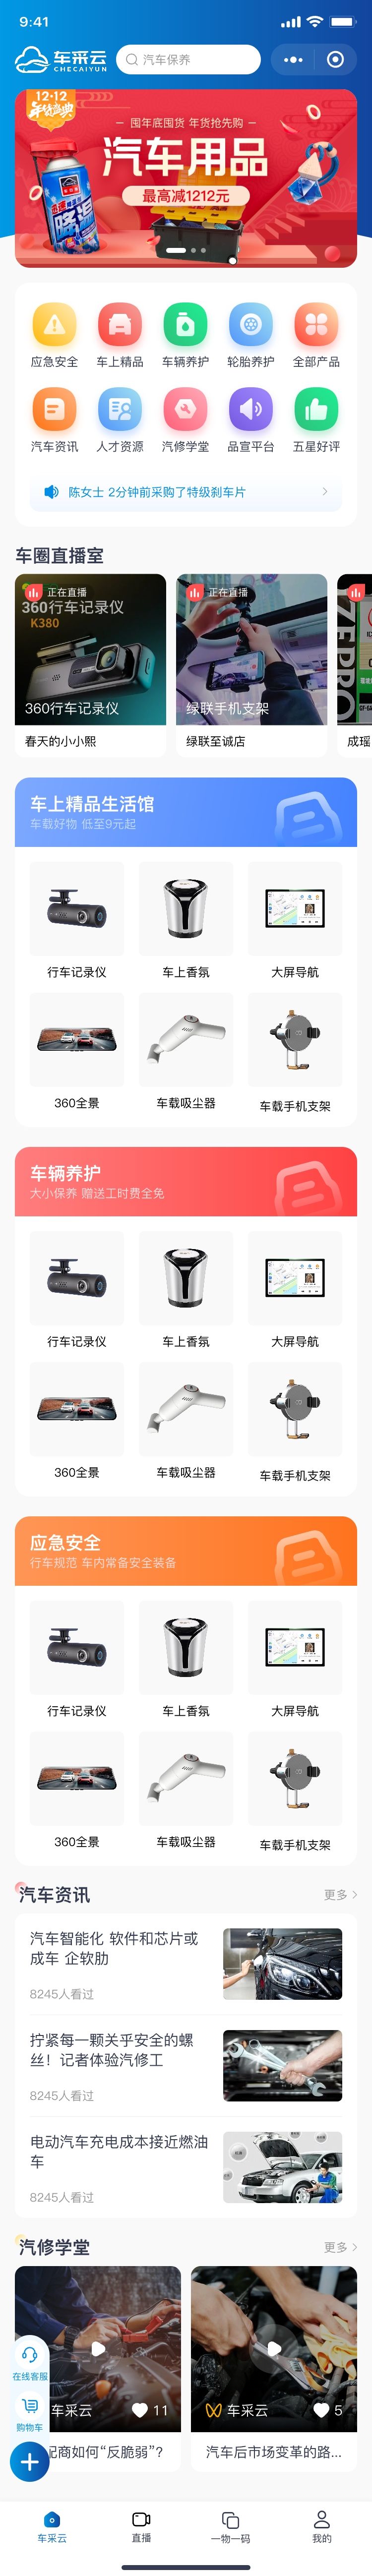 9:41
车采云
CHECAIYUN
汽车保养
12·12
年终盛典
囤年底囤货 年货抢先购
汽车用品
最高减1212元
应急安全
车上精品
车辆养护
轮胎养护
全部产品
汽车资讯
人才资源
汽修学堂
品宣平台
五星好评
陈女士 2分钟前采购了特级刹车片
车圈直播室
正在直播
360行车记录仪
K380
360行车记录仪
春天的小小熙
正在直播
绿联手机支架
绿联至诚店
ZEPRO
成瑶
车上精品生活馆
车载好物 低至9元起
行车记录仪
车上香氛
大屏导航
360全景
车载吸尘器
车载手机支架
车辆养护
大小保养 赠送工时费全免
行车记录仪
车上香氛
大屏导航
360全景
车载吸尘器
车载手机支架
应急安全
行车规范 车内常备安全装备
行车记录仪
车上香氛
大屏导航
360全景
车载吸尘器
车载手机支架
汽车资讯
更多
汽车智能化 软件和芯片或
成车 企软肋
8245人看过
拧紧每一颗关乎安全的螺
丝！记者体验汽修工
8245人看过
电动汽车充电成本接近燃油
车
8245人看过
汽修学堂
更多
车采云
11
配商如何“反脆弱”?
车采云
5
汽车后市场变革的路...
在线客服
购物车
车采云
直播
一物一码
我的